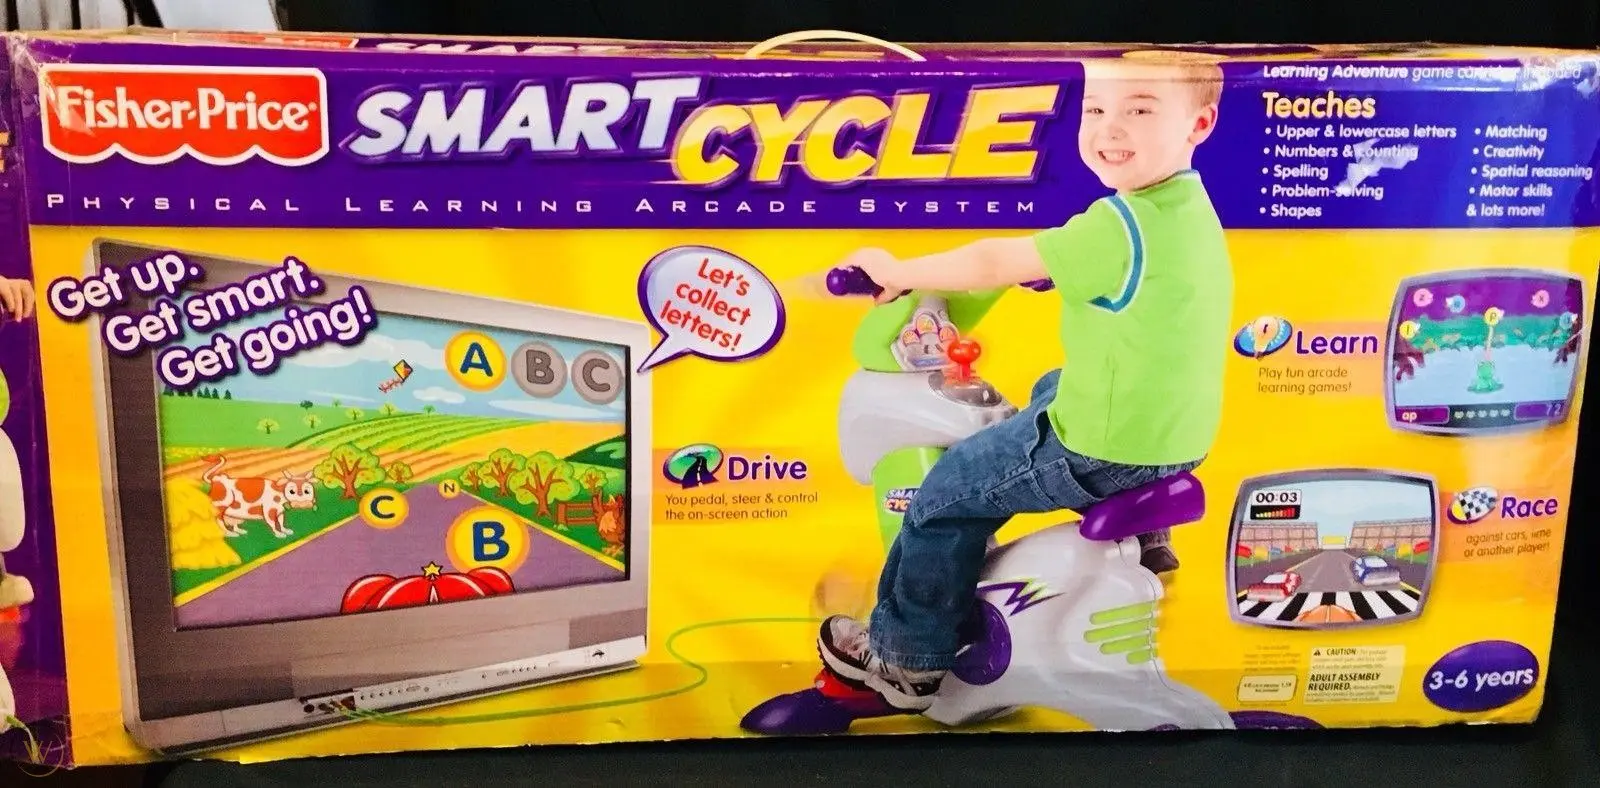 Fisher-Price
SMART CYCLE
PHYSICAL LEARNING ARCADE SYSTEM
Learning Adventure game included
Teaches
• Upper & lowercase letters
• Numbers & counting
• Spelling
• Problem-solving
• Shapes
• Matching
• Creativity
• Spatial reasoning
• Motor skills
& lots more!
Get up.
Get smart.
Get going!
A B C
C
N
B
Let's
collect
letters!
Drive
You pedal, steer & control
the on-screen action
SMA
CYC
Learn
Play fun arcade
learning games!
ap
00:03
Race
against cars, time
or another player!
CAUTION:
ADULT ASSEMBLY
REQUIRED.
3-6 years